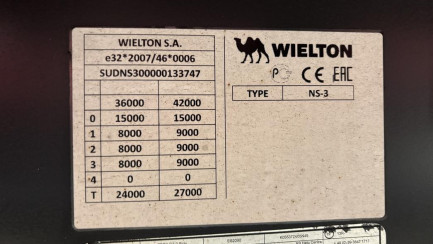 WIELTON S.A.
e32*2007/46*0006
SUDNS300000133747
36000 42000
0 15000 15000
1 8000 9000
2 8000 9000
3 8000 9000
4 0 0
T 24000 27000
WIELTON
CE EAC
TYPE NS-3